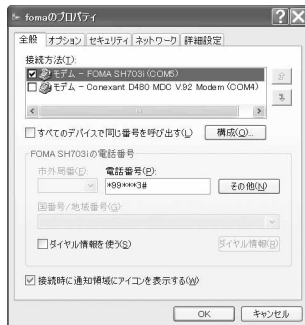 fomaのプロパティ
全般 オプション セキュリティ ネットワーク 詳細設定
接続方法(T):
モデム - FOMA SH703i (COM5)
モデム - Conexant D480 MDC V.92 Modem (COM4)
すべてのデバイスで同じ番号を呼び出す(L) 構成(O)...
FOMA SH703iの電話番号
市外局番(E): 電話番号(P):
*99***3# その他(N)
国番号/地域番号(G):
ダイヤル情報を使う(S) ダイヤル情報(R)
接続時に通知領域にアイコンを表示する(W)
OK キャンセル